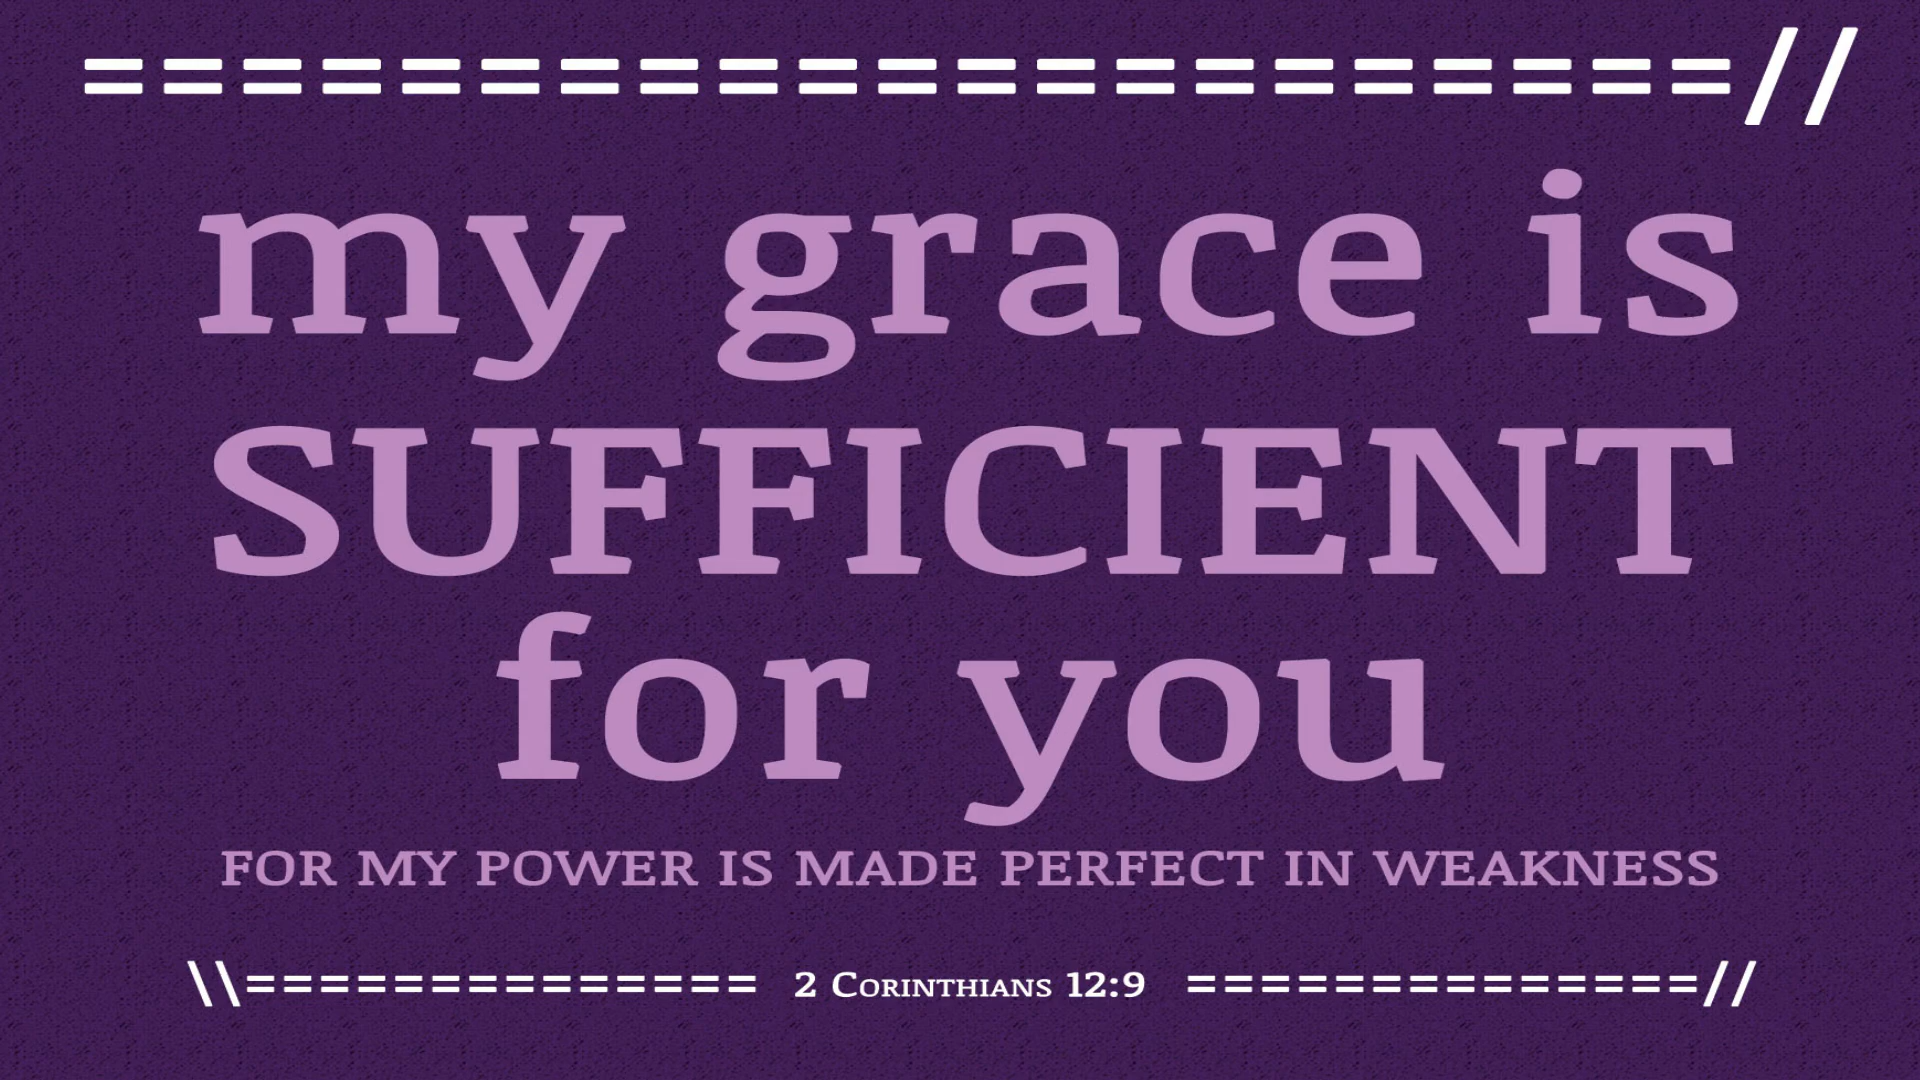 =====================//
my grace is
SUFFICIENT
for you
FOR MY POWER IS MADE PERFECT IN WEAKNESS
\\============== 2 Corinthians 12:9 ==============//